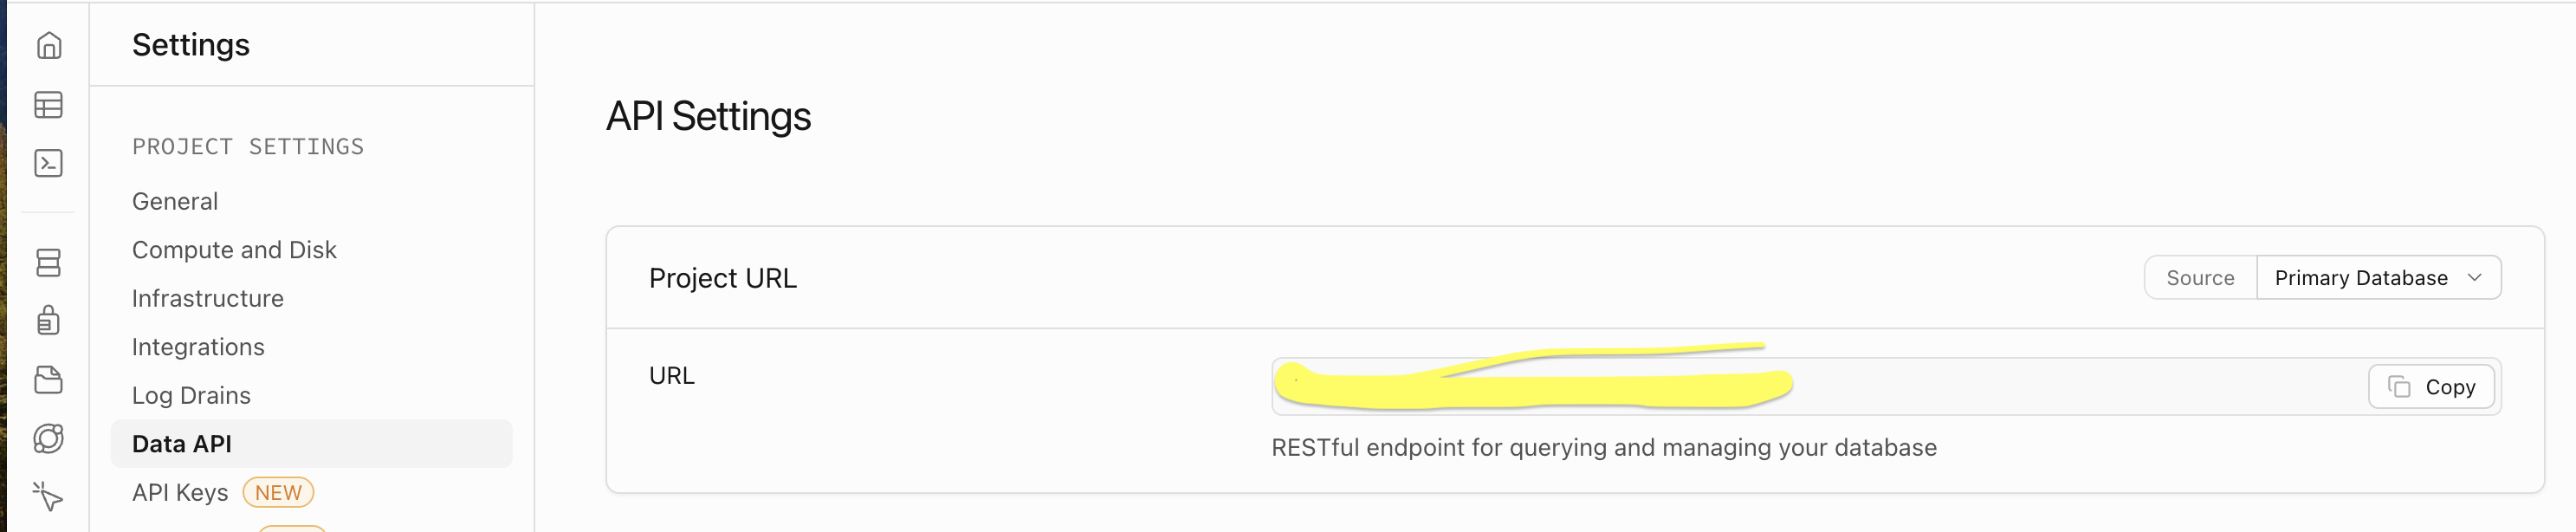 Settings
PROJECT SETTINGS
General
Compute and Disk
Infrastructure
Integrations
Log Drains
Data API
API Keys NEW
API Settings
Project URL
Source Primary Database
URL
Copy
RESTful endpoint for querying and managing your database